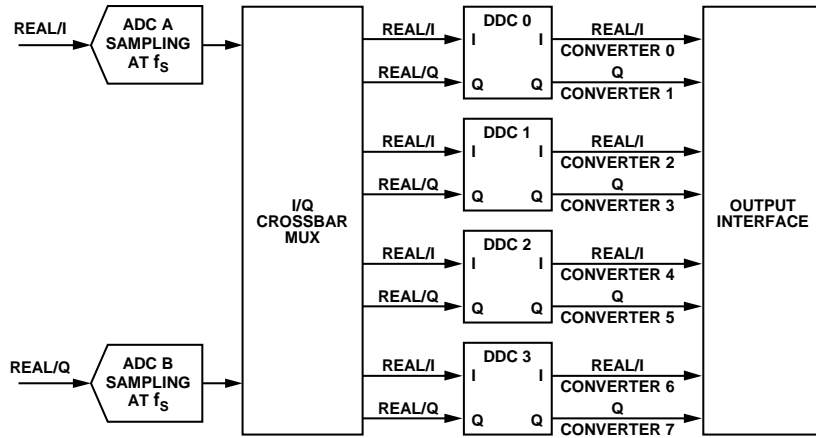 REAL/I
ADC A
SAMPLING
AT fS
REAL/Q
ADC B
SAMPLING
AT fS
I/Q
CROSSBAR
MUX
REAL/I
REAL/Q
DDC 0
I
I
Q
Q
REAL/I
CONVERTER 0
Q
CONVERTER 1
REAL/I
REAL/Q
DDC 1
I
I
Q
Q
REAL/I
CONVERTER 2
Q
CONVERTER 3
REAL/I
REAL/Q
DDC 2
I
I
Q
Q
REAL/I
CONVERTER 4
Q
CONVERTER 5
REAL/I
REAL/Q
DDC 3
I
I
Q
Q
REAL/I
CONVERTER 6
Q
CONVERTER 7
OUTPUT
INTERFACE